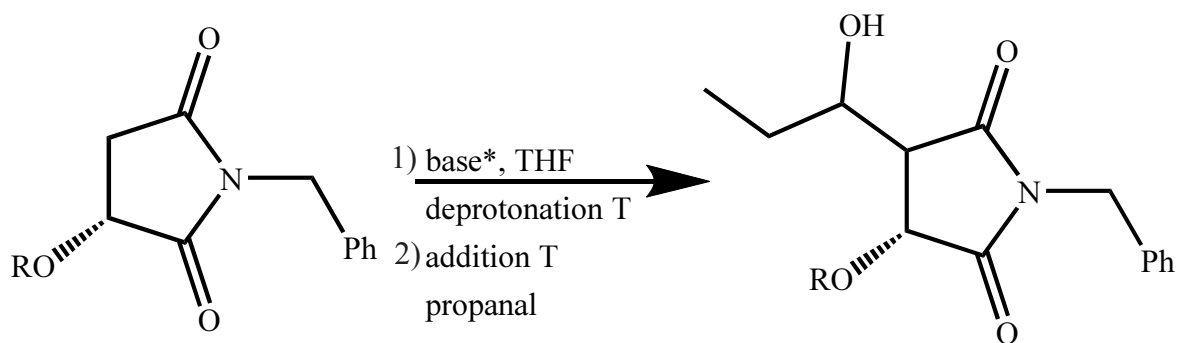 O
N
RO
Ph
O
1) base*, THF
deprotonation T
2) addition T
propanal
OH
O
N
RO
Ph
O